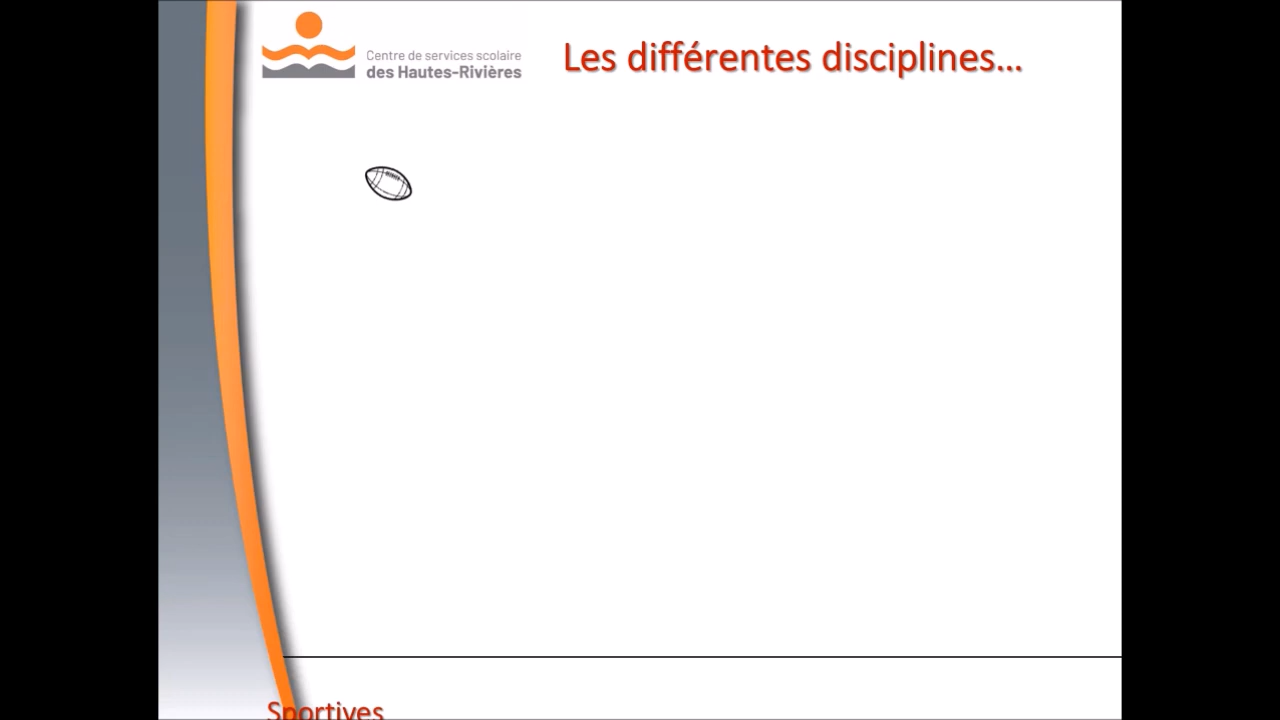 Centre de services scolaire
des Hautes-Rivières
Les différentes disciplines...
Sportives